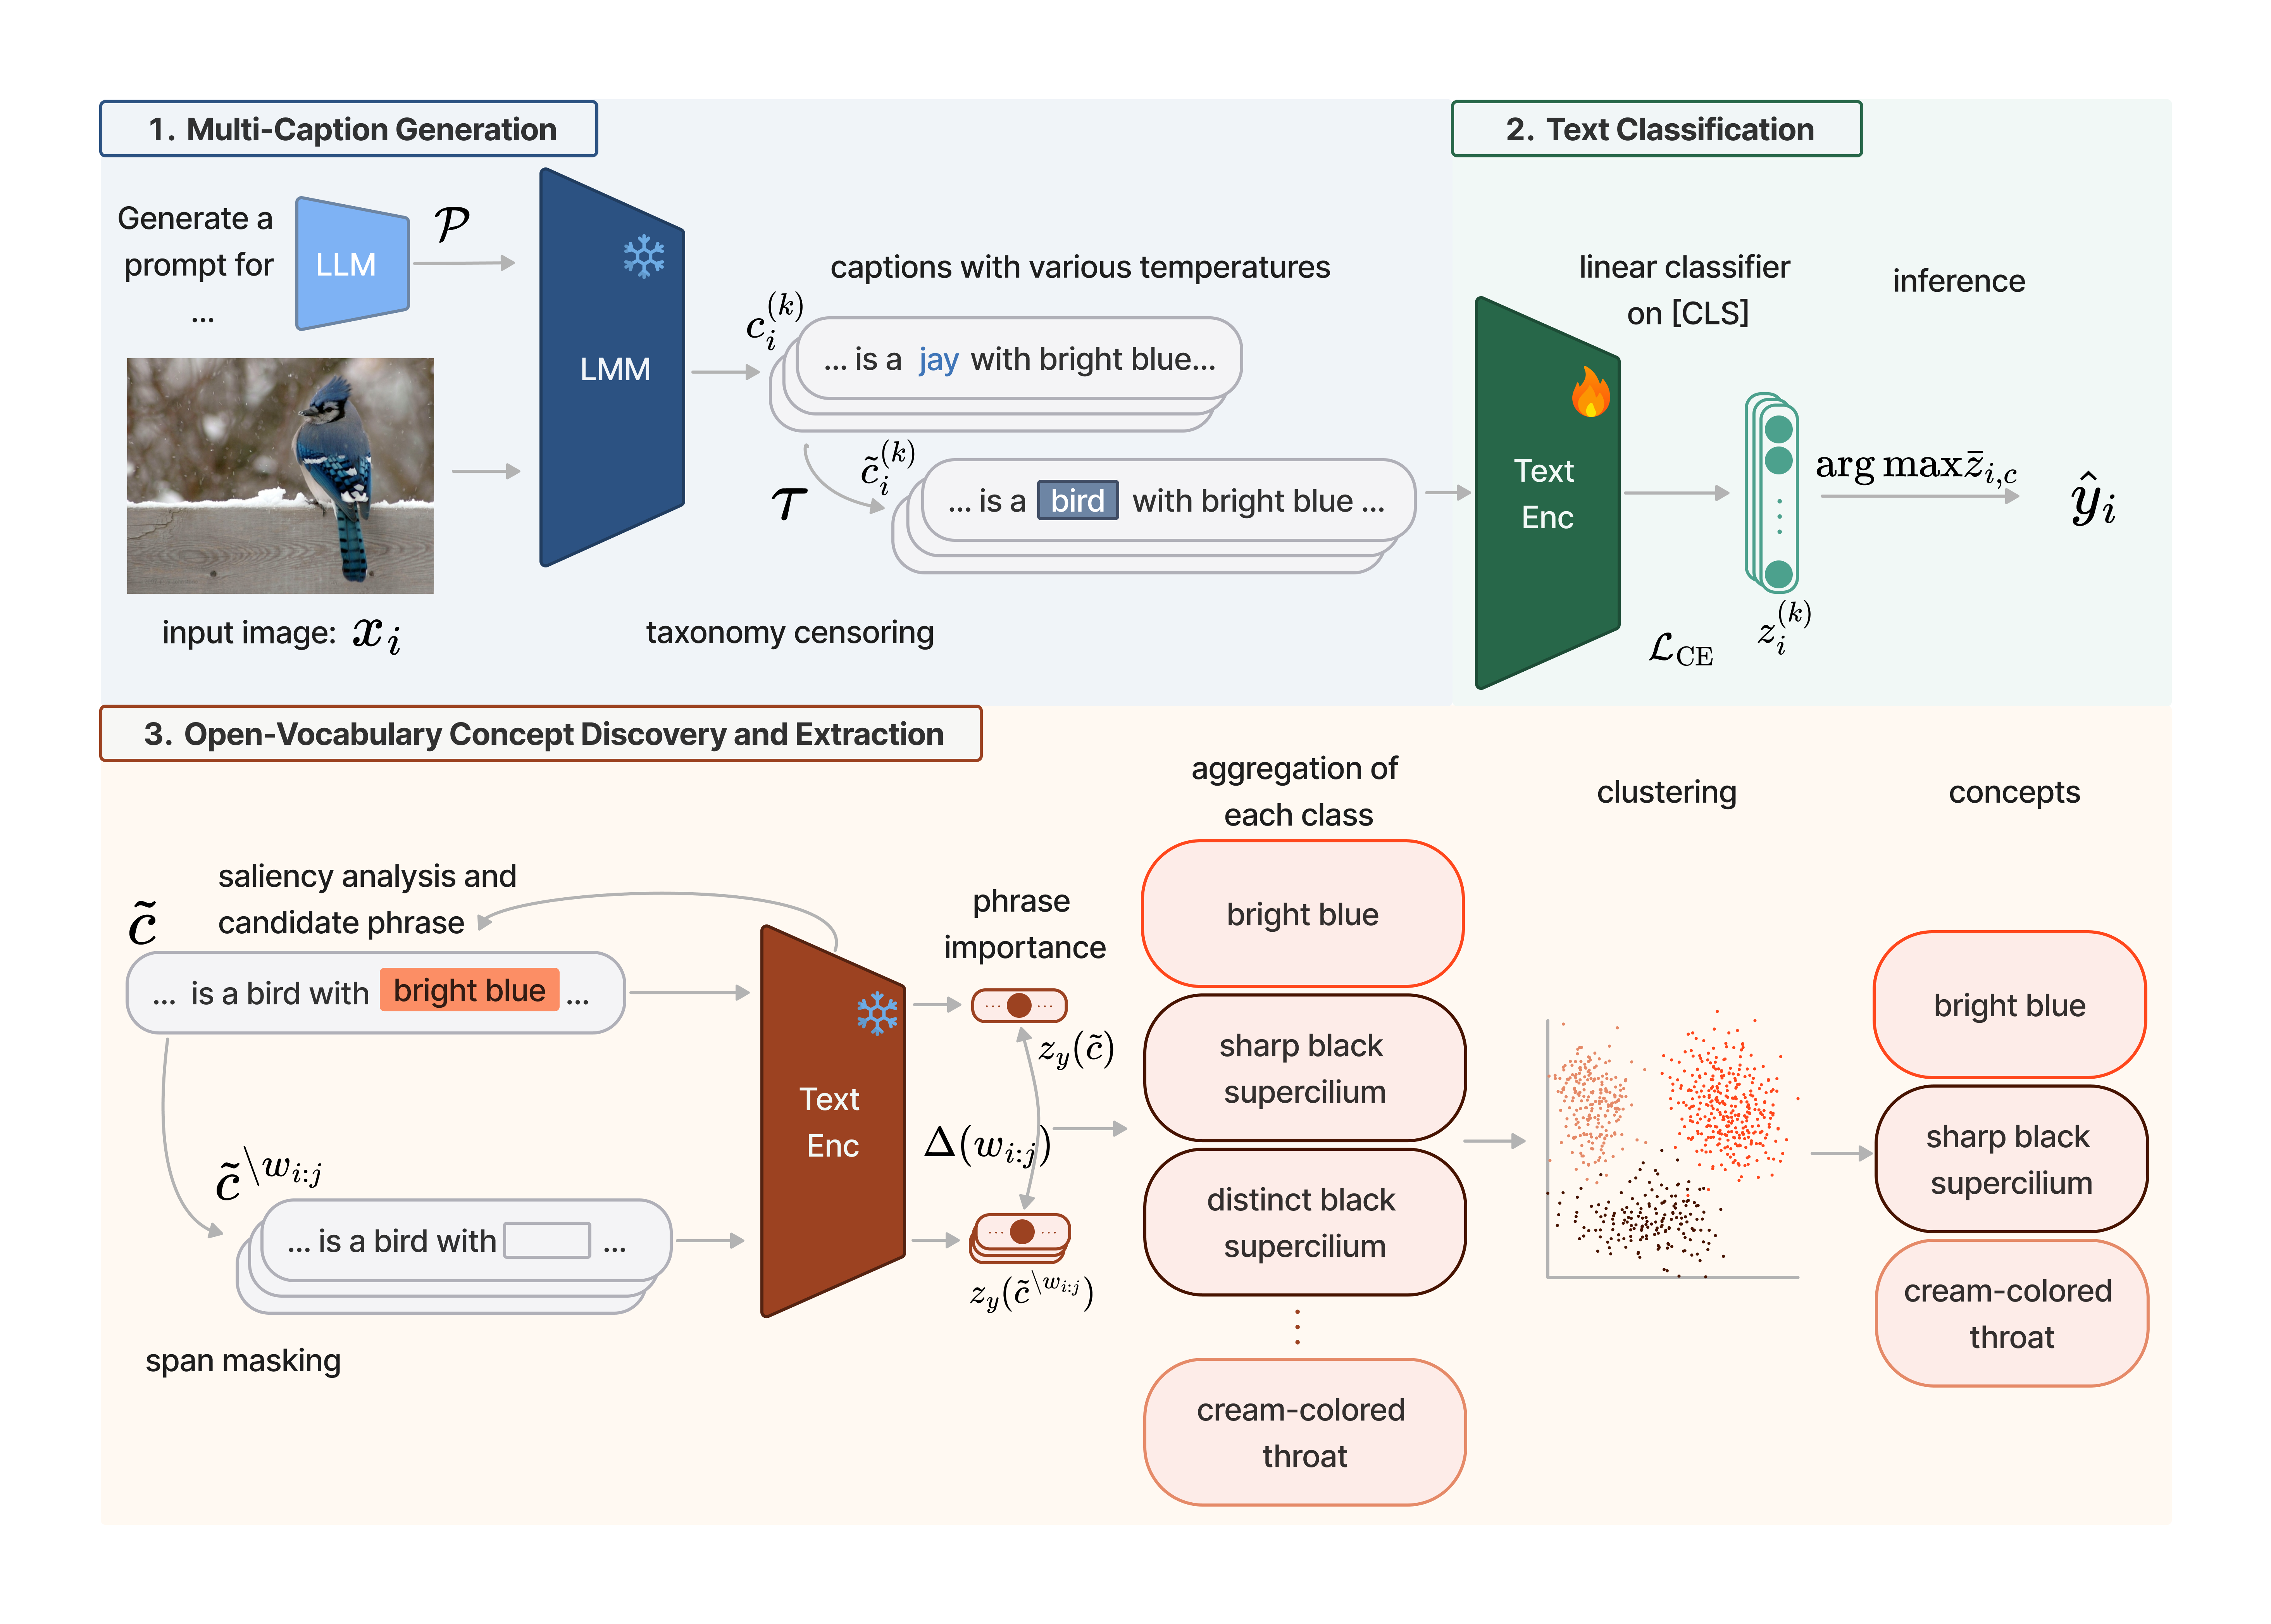 1. Multi-Caption Generation
Generate a
prompt for
...
LLM
𝒫
LMM
input image: x_i
captions with various temperatures
c_i^{(k)}
... is a jay with bright blue...
𝒯
c̃_i^{(k)}
... is a bird with bright blue ...
taxonomy censoring
2. Text Classification
linear classifier
on [CLS]
inference
Text
Enc
ℒ_CE
z_i^{(k)}
arg max z̄_{i,c}
ŷ_i
3. Open-Vocabulary Concept Discovery and Extraction
saliency analysis and
candidate phrase
c̃
... is a bird with bright blue ...
c̃^{\w_{i:j}}
... is a bird with ...
span masking
Text
Enc
phrase
importance
z_y(c̃)
Δ(w_{i:j})
z_y(c̃^{\w_{i:j}})
aggregation of
each class
bright blue
sharp black
supercilium
distinct black
supercilium
cream-colored
throat
clustering
concepts
bright blue
sharp black
supercilium
cream-colored
throat